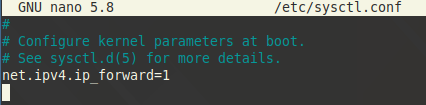 GNU nano 5.8 /etc/sysctl.conf
#
# Configure kernel parameters at boot.
# See sysctl.d(5) for more details.
net.ipv4.ip_forward=1